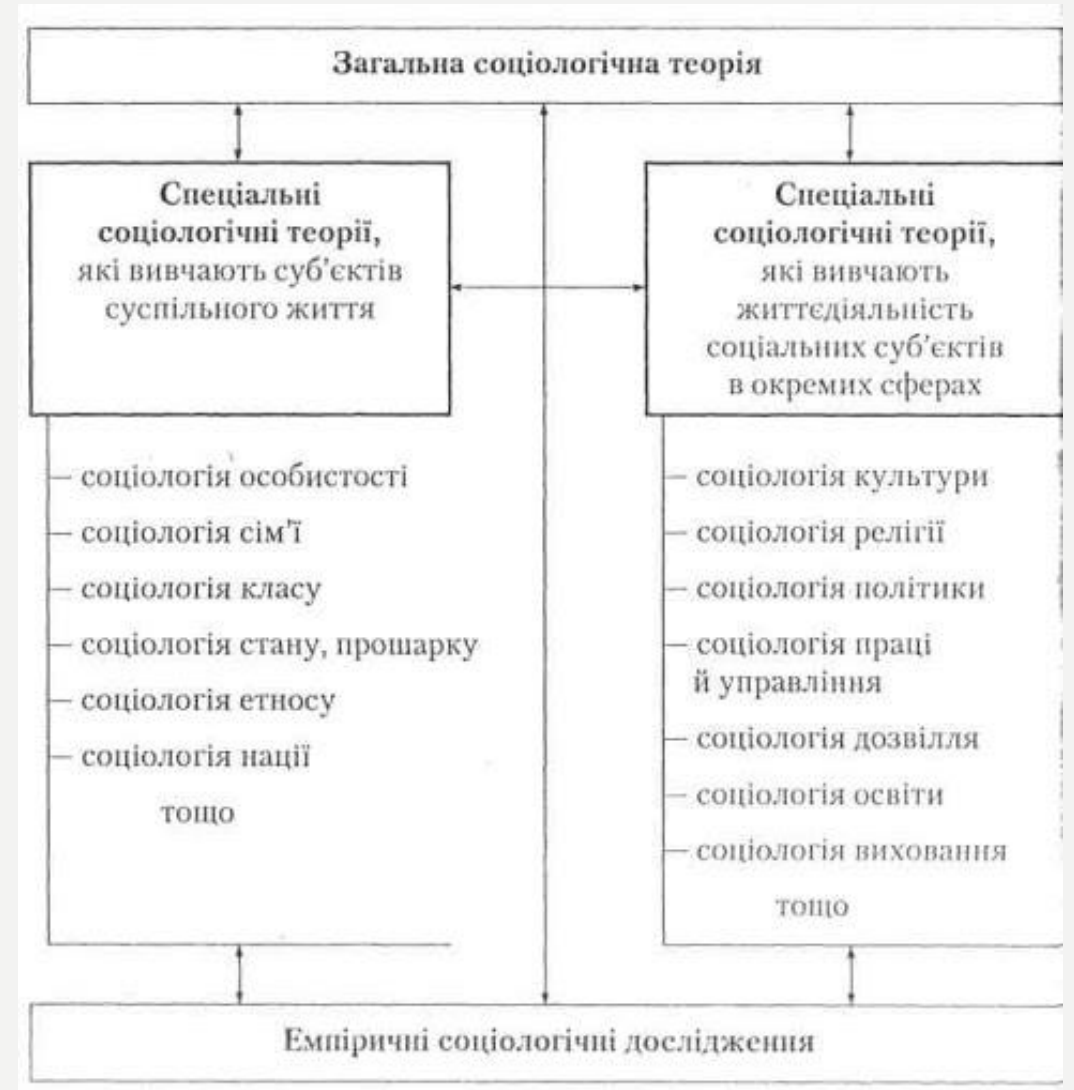 Загальна соціологічна теорія
Спеціальні
соціологічні теорії,
які вивчають суб’єктів
суспільного життя
Спеціальні
соціологічні теорії,
які вивчають
життєдіяльність
соціальних суб’єктів
в окремих сферах
соціологія особистості
соціологія сім’ї
соціологія класу
соціологія стану, прошарку
соціологія етносу
соціологія нації
тощо
соціологія культури
соціологія релігії
соціологія політики
соціологія праці
й управління
соціологія дозвілля
соціологія освіти
соціологія виховання
тощо
Емпіричні соціологічні дослідження